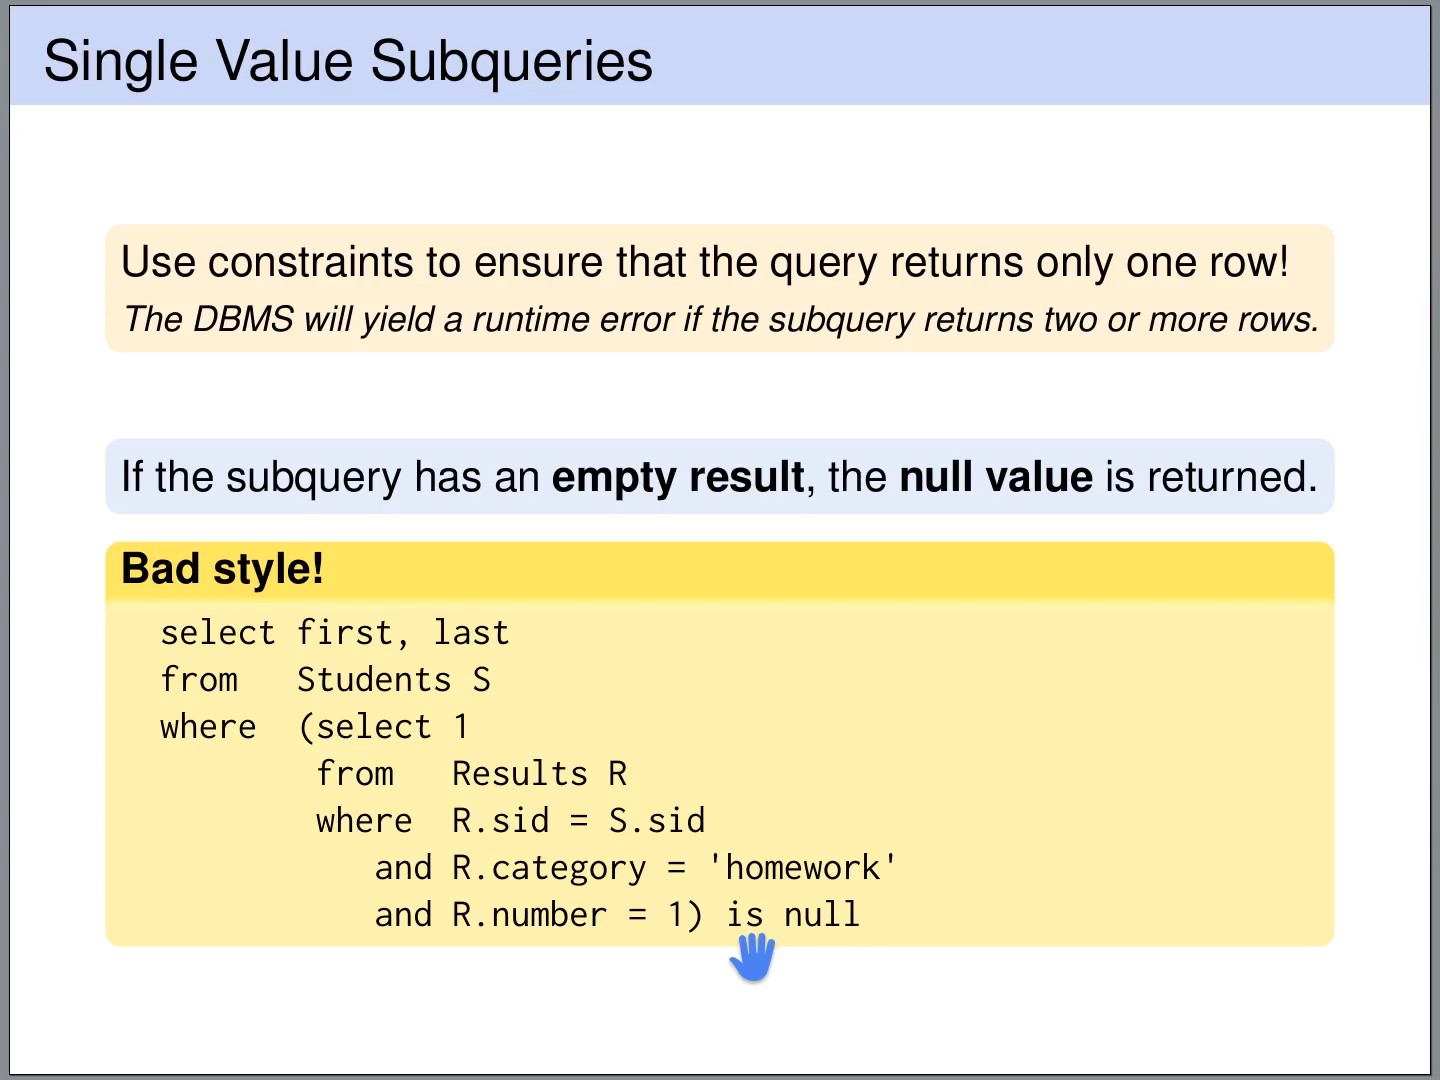 Single Value Subqueries
Use constraints to ensure that the query returns only one row!
The DBMS will yield a runtime error if the subquery returns two or more rows.
If the subquery has an empty result, the null value is returned.
Bad style!
select first, last
from   Students S
where  (select 1
        from   Results R
        where  R.sid = S.sid
           and R.category = 'homework'
           and R.number = 1) is null